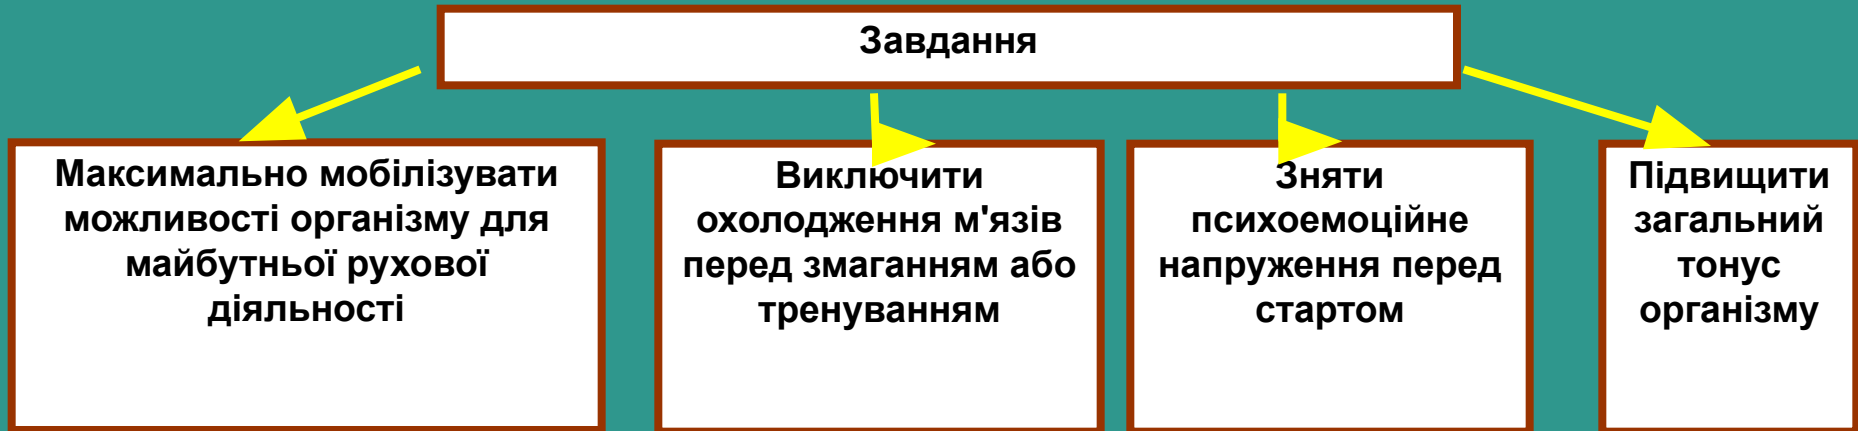 Завдання
Максимально мобілізувати
можливості організму для
майбутньої рухової
діяльності
Виключити
охолодження м'язів
перед змаганням або
тренуванням
Зняти
психоемоційне
напруження перед
стартом
Підвищити
загальний
тонус
організму